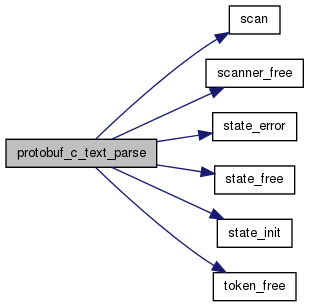 scan
scanner_free
state_error
protobuf_c_text_parse
state_free
state_init
token_free